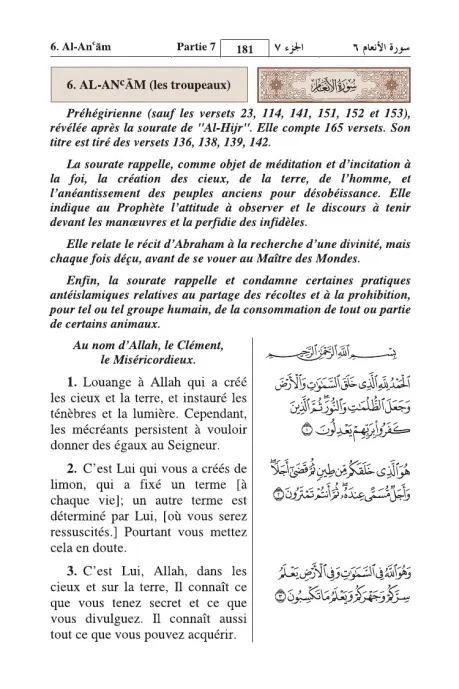 6. Al-Anᶜām Partie 7 181 الجزء ٧ سورة الأنعام ٦
6. AL-ANᶜĀM (les troupeaux) سُورَةُ الأَنْعَامِ
Préhégirienne (sauf les versets 23, 114, 141, 151, 152 et 153),
révélée après la sourate de "Al-Hijr". Elle compte 165 versets. Son
titre est tiré des versets 136, 138, 139, 142.
La sourate rappelle, comme objet de méditation et d'incitation à
la foi, la création des cieux, de la terre, de l'homme, et
l'anéantissement des peuples anciens pour désobéissance. Elle
indique au Prophète l'attitude à observer et le discours à tenir
devant les manœuvres et la perfidie des infidèles.
Elle relate le récit d'Abraham à la recherche d'une divinité, mais
chaque fois déçu, avant de se vouer au Maître des Mondes.
Enfin, la sourate rappelle et condamne certaines pratiques
antéislamiques relatives au partage des récoltes et à la prohibition,
pour tel ou tel groupe humain, de la consommation de tout ou partie
de certains animaux.
Au nom d'Allah, le Clément,
le Miséricordieux.
1. Louange à Allah qui a créé
les cieux et la terre, et instauré les
ténèbres et la lumière. Cependant,
les mécréants persistent à vouloir
donner des égaux au Seigneur.
2. C'est Lui qui vous a créés de
limon, qui a fixé un terme [à
chaque vie]; un autre terme est
déterminé par Lui, [où vous serez
ressuscités.] Pourtant vous mettez
cela en doute.
3. C'est Lui, Allah, dans les
cieux et sur la terre, Il connaît ce
que vous tenez secret et ce que
vous divulguez. Il connaît aussi
tout ce que vous pouvez acquérir.
بِسْمِ اللَّهِ الرَّحْمَٰنِ الرَّحِيمِ
الْحَمْدُ لِلَّهِ الَّذِي خَلَقَ السَّمَٰوَٰتِ وَالْأَرْضَ
وَجَعَلَ الظُّلُمَٰتِ وَالنُّورَ ثُمَّ الَّذِينَ
كَفَرُوا بِرَبِّهِمْ يَعْدِلُونَ ۝١
هُوَ الَّذِي خَلَقَكُم مِّن طِينٍ ثُمَّ قَضَىٰ أَجَلًا
وَأَجَلٌ مُّسَمًّى عِندَهُۥ ثُمَّ أَنتُمْ تَمْتَرُونَ ۝٢
وَهُوَ اللَّهُ فِي السَّمَٰوَٰتِ وَفِي الْأَرْضِ يَعْلَمُ
سِرَّكُمْ وَجَهْرَكُمْ وَيَعْلَمُ مَا تَكْسِبُونَ ۝٣